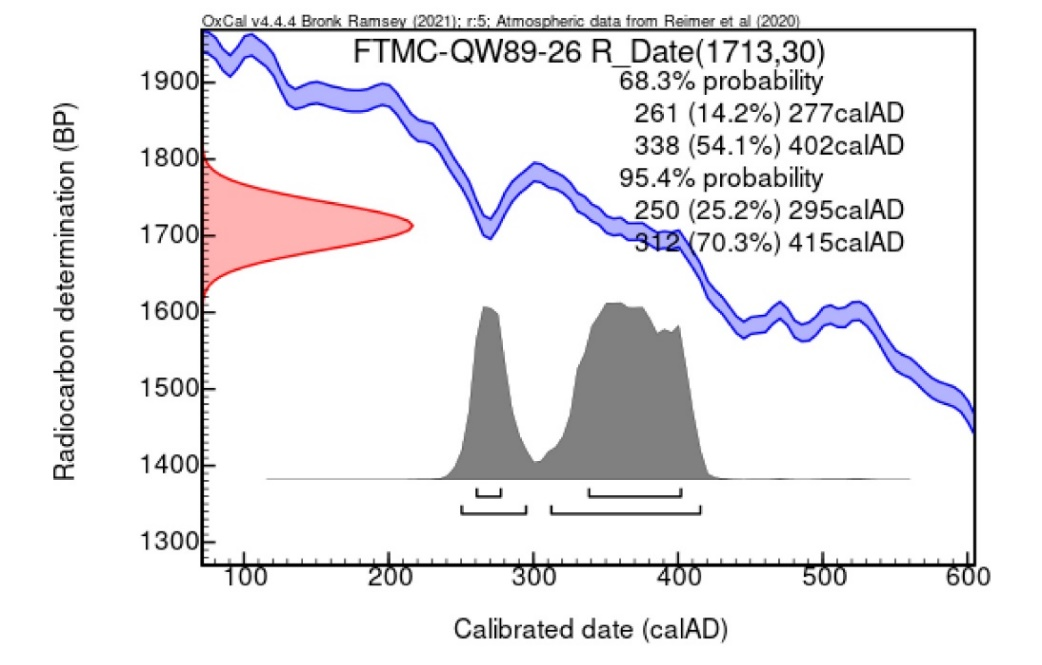 OxCal v4.4.4 Bronk Ramsey (2021); r:5; Atmospheric data from Reimer et al (2020)
FTMC-QW89-26 R_Date(1713,30)
68.3% probability
261 (14.2%) 277calAD
338 (54.1%) 402calAD
95.4% probability
250 (25.2%) 295calAD
312 (70.3%) 415calAD
Radiocarbon determination (BP)
1900
1800
1700
1600
1500
1400
1300
100 200 300 400 500 600
Calibrated date (calAD)